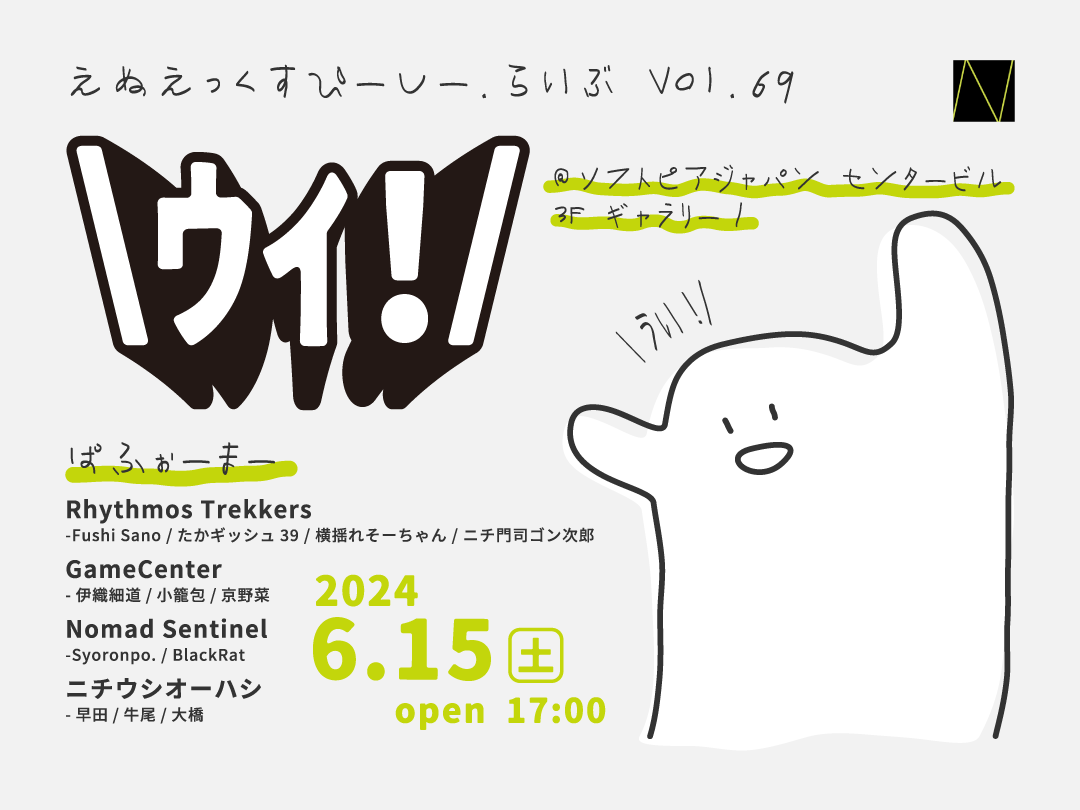 えぬえっくすぴーしー.らいぶ vol.69
\ウィ!/
@ソフトピアジャパン センタービル
3F ギャラリー1
\うい!/
ぱふぉーまー
Rhythmos Trekkers
-Fushi Sano / たかギッシュ 39 / 横揺れそーちゃん / ニチ門司ゴン次郎
GameCenter
- 伊織細道 / 小籠包 / 京野菜
Nomad Sentinel
-Syoronpo. / BlackRat
ニチウシオーハシ
- 早田 / 牛尾 / 大橋
2024
6.15 土
open 17:00